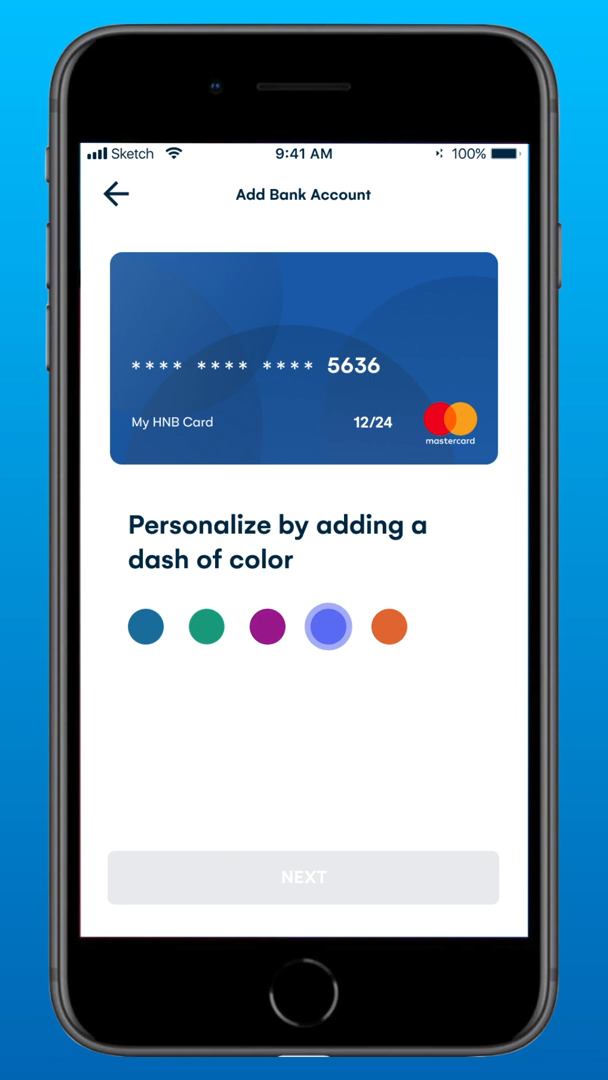 Sketch 9:41 AM 100%
Add Bank Account
**** **** **** 5636
My HNB Card 12/24
mastercard
Personalize by adding a
dash of color
NEXT